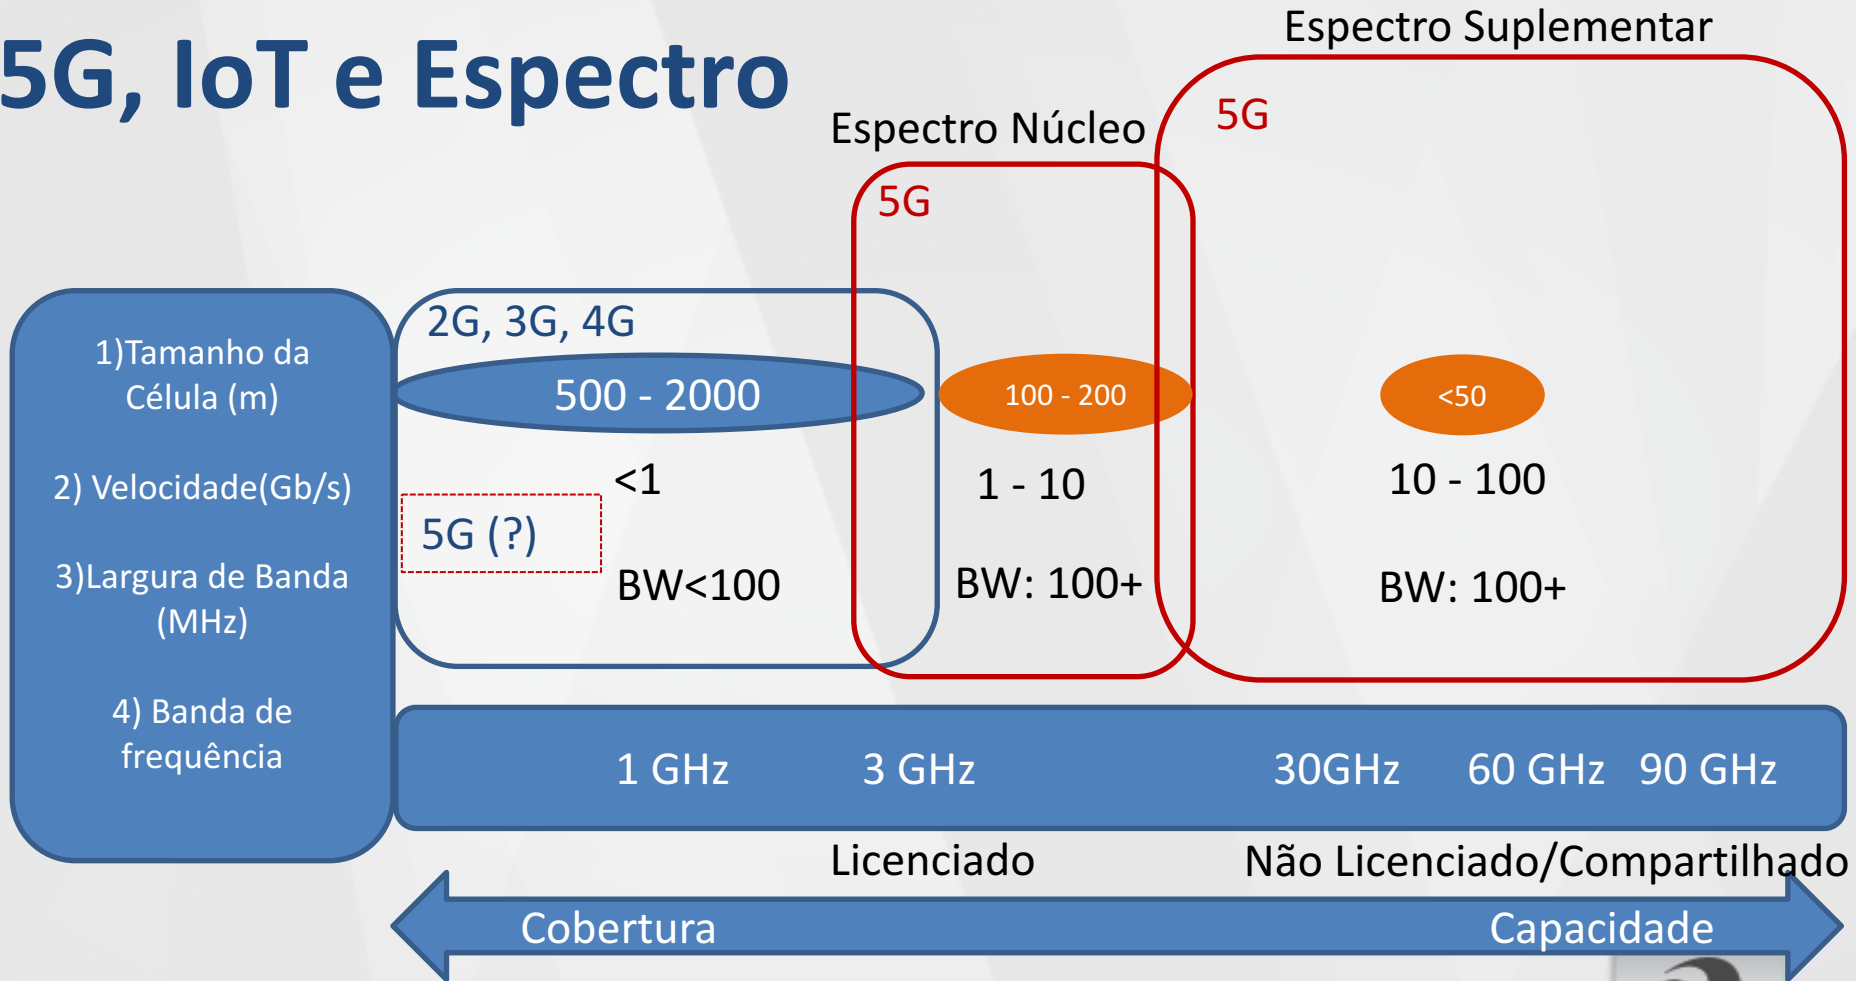 5G, IoT e Espectro
Espectro Suplementar
5G
Espectro Núcleo
5G
1)Tamanho da
Célula (m)
2) Velocidade(Gb/s)
3)Largura de Banda
(MHz)
4) Banda de
frequência
2G, 3G, 4G
500 - 2000
<1
5G (?)
BW<100
100 - 200
1 - 10
BW: 100+
<50
10 - 100
BW: 100+
1 GHz
3 GHz
30GHz
60 GHz
90 GHz
Licenciado
Não Licenciado/Compartilhado
Cobertura
Capacidade